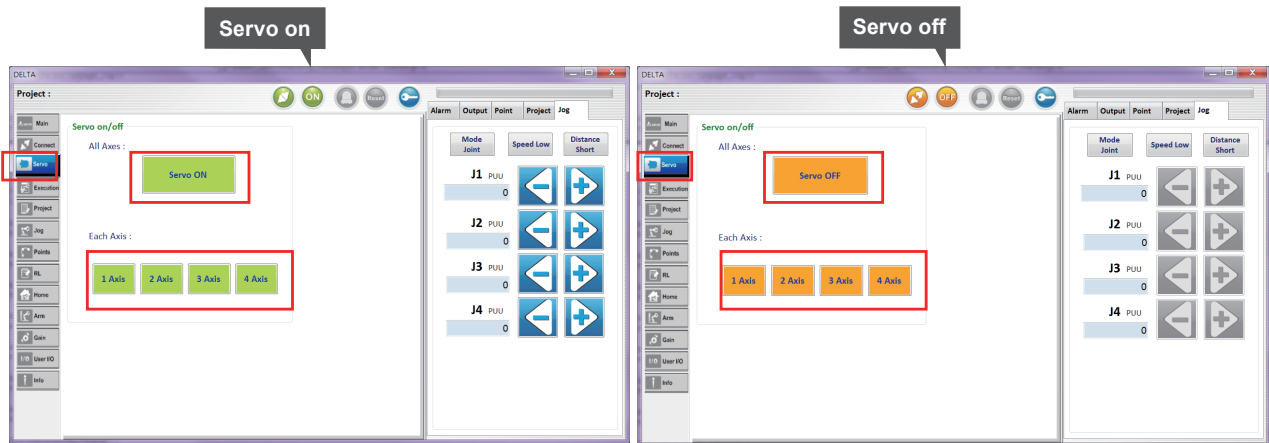 Servo on
DELTA
Project :
ON
Reset
Alarm Output Point Project Jog
Main
Connect
Servo
Execution
Project
Jog
Points
RL
Home
Arm
Gain
I/O User I/O
Info
Servo on/off
All Axes :
Servo ON
Each Axis :
1 Axis 2 Axis 3 Axis 4 Axis
Mode Joint Speed Low Distance Short
J1 PUU
0
J2 PUU
0
J3 PUU
0
J4 PUU
0
Servo off
DELTA
Project :
OFF
Reset
Alarm Output Point Project Jog
Main
Connect
Servo
Execution
Project
Jog
Points
RL
Home
Arm
Gain
I/O User I/O
Info
Servo on/off
All Axes :
Servo OFF
Each Axis :
1 Axis 2 Axis 3 Axis 4 Axis
Mode Joint Speed Low Distance Short
J1 PUU
0
J2 PUU
0
J3 PUU
0
J4 PUU
0